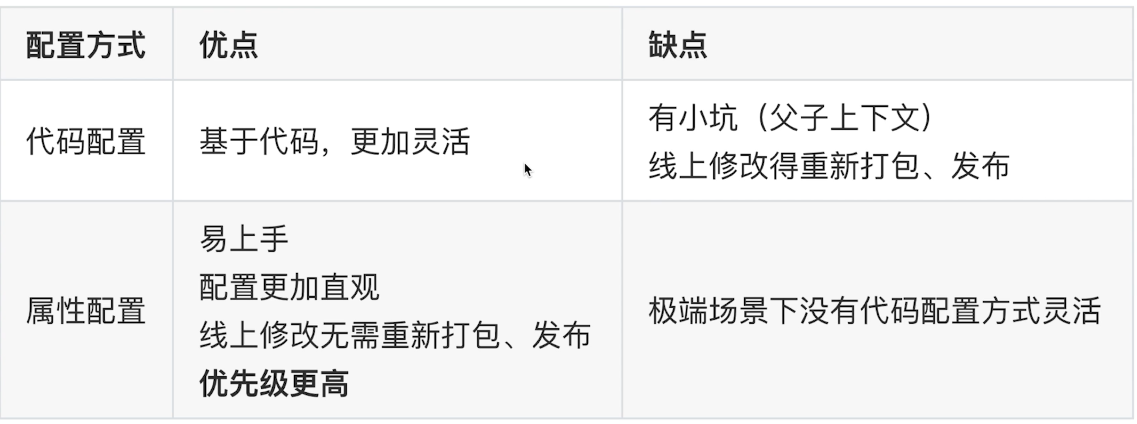 配置方式 优点 缺点
代码配置 基于代码，更加灵活 有小坑（父子上下文）
线上修改得重新打包、发布
属性配置 易上手
配置更加直观
线上修改无需重新打包、发布
优先级更高
极端场景下没有代码配置方式灵活